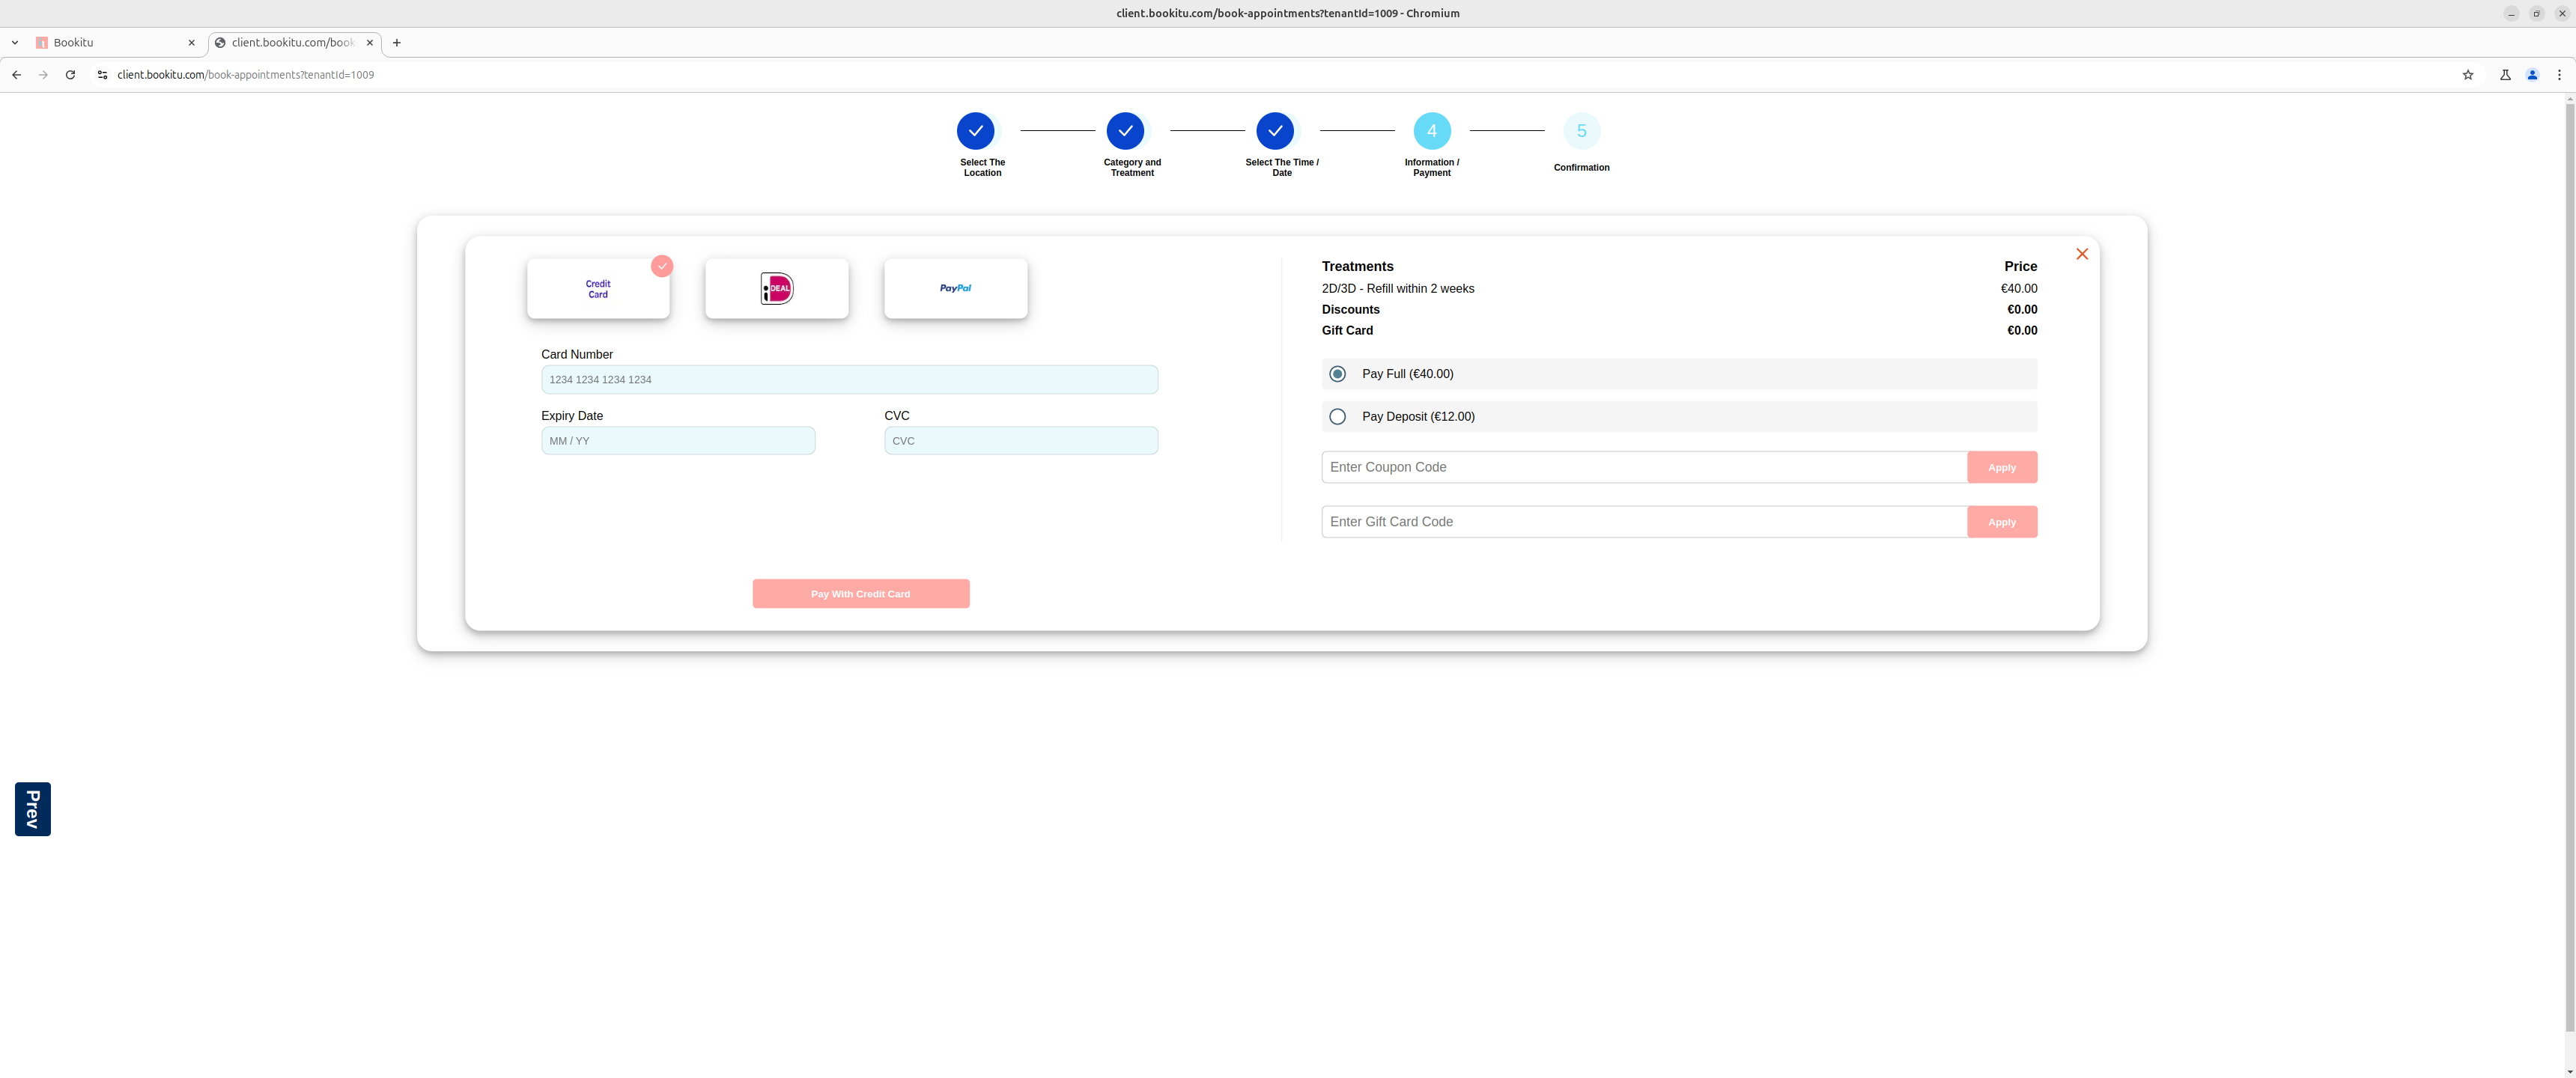 client.bookitu.com/book-appointments?tenantId=1009 - Chromium
Bookitu
client.bookitu.com/book
client.bookitu.com/book-appointments?tenantId=1009
4
5
Select The
Location
Category and
Treatment
Select The Time /
Date
Information /
Payment
Confirmation
Credit
Card
iDEAL
PayPal
Card Number
1234 1234 1234 1234
Expiry Date
CVC
MM / YY
CVC
Pay With Credit Card
Treatments Price
2D/3D - Refill within 2 weeks €40.00
Discounts €0.00
Gift Card €0.00
Pay Full (€40.00)
Pay Deposit (€12.00)
Enter Coupon Code Apply
Enter Gift Card Code Apply
Prev